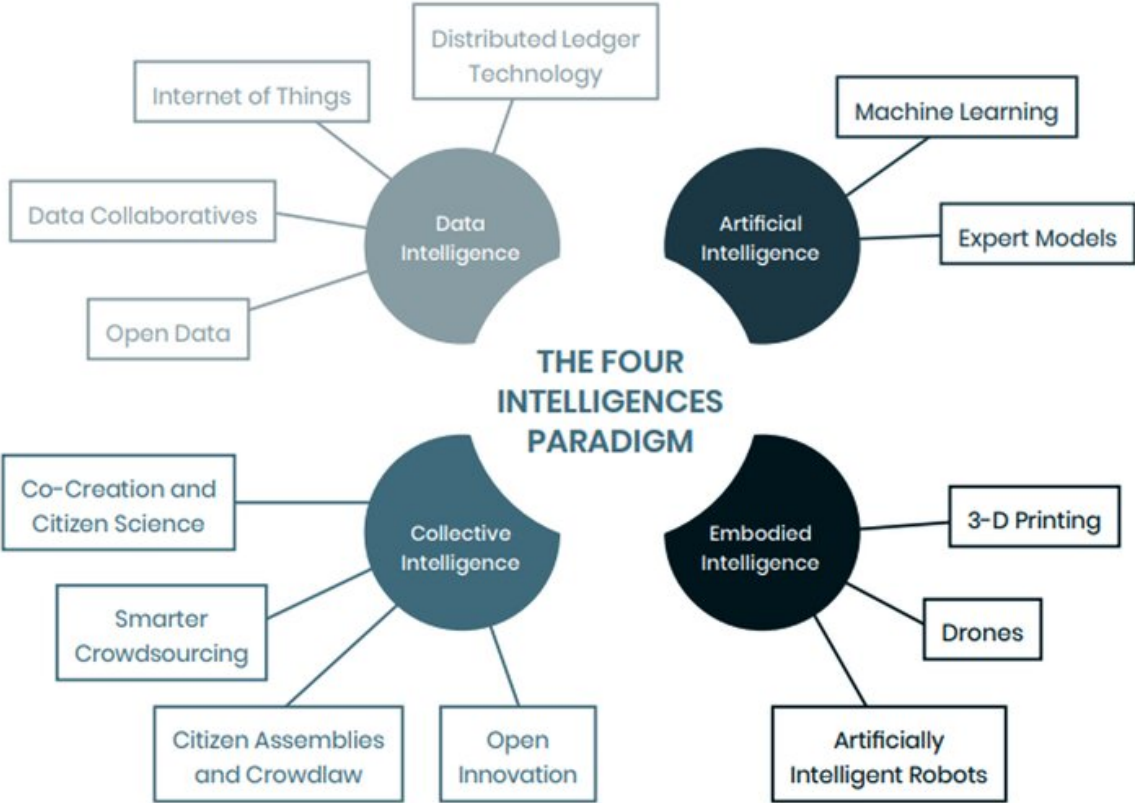 Distributed Ledger
Technology
Internet of Things
Data Collaboratives
Open Data
Data
Intelligence
Machine Learning
Expert Models
Artificial
Intelligence
THE FOUR
INTELLIGENCES
PARADIGM
Co-Creation and
Citizen Science
Smarter
Crowdsourcing
Citizen Assemblies
and Crowdlaw
Open
Innovation
Collective
Intelligence
Embodied
Intelligence
3-D Printing
Drones
Artificially
Intelligent Robots